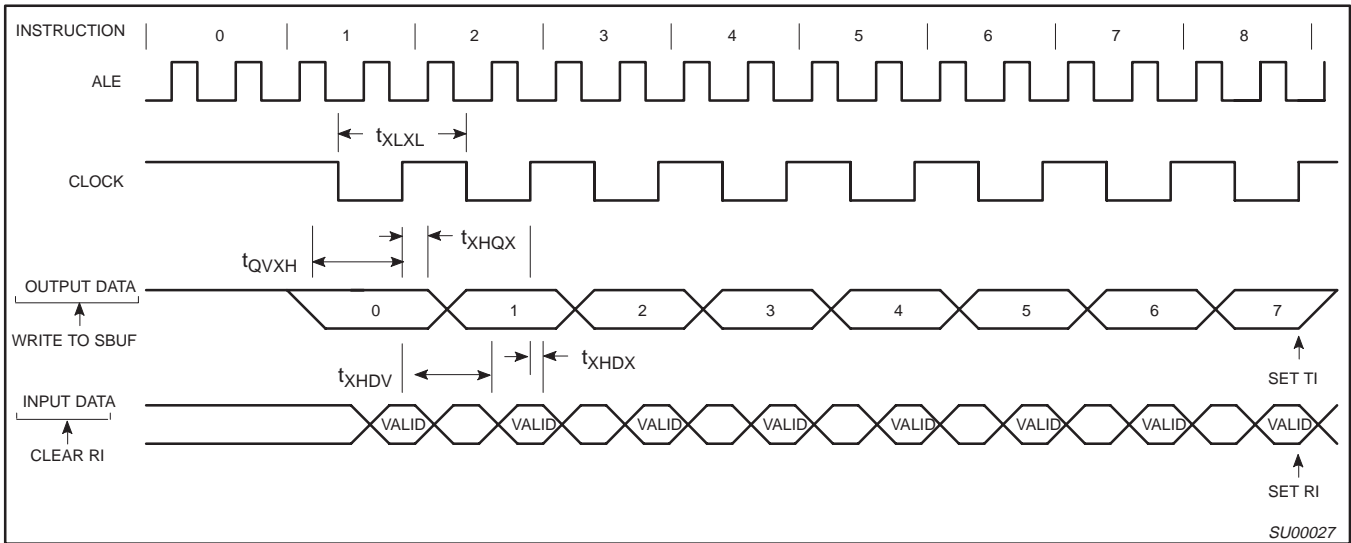 INSTRUCTION 0 1 2 3 4 5 6 7 8
ALE
tXLXL
CLOCK
tXHQX
tQVXH
OUTPUT DATA
0 1 2 3 4 5 6 7
WRITE TO SBUF
tXHDX
tXHDV
SET TI
INPUT DATA
VALID VALID VALID VALID VALID VALID VALID VALID
CLEAR RI
SET RI
SU00027